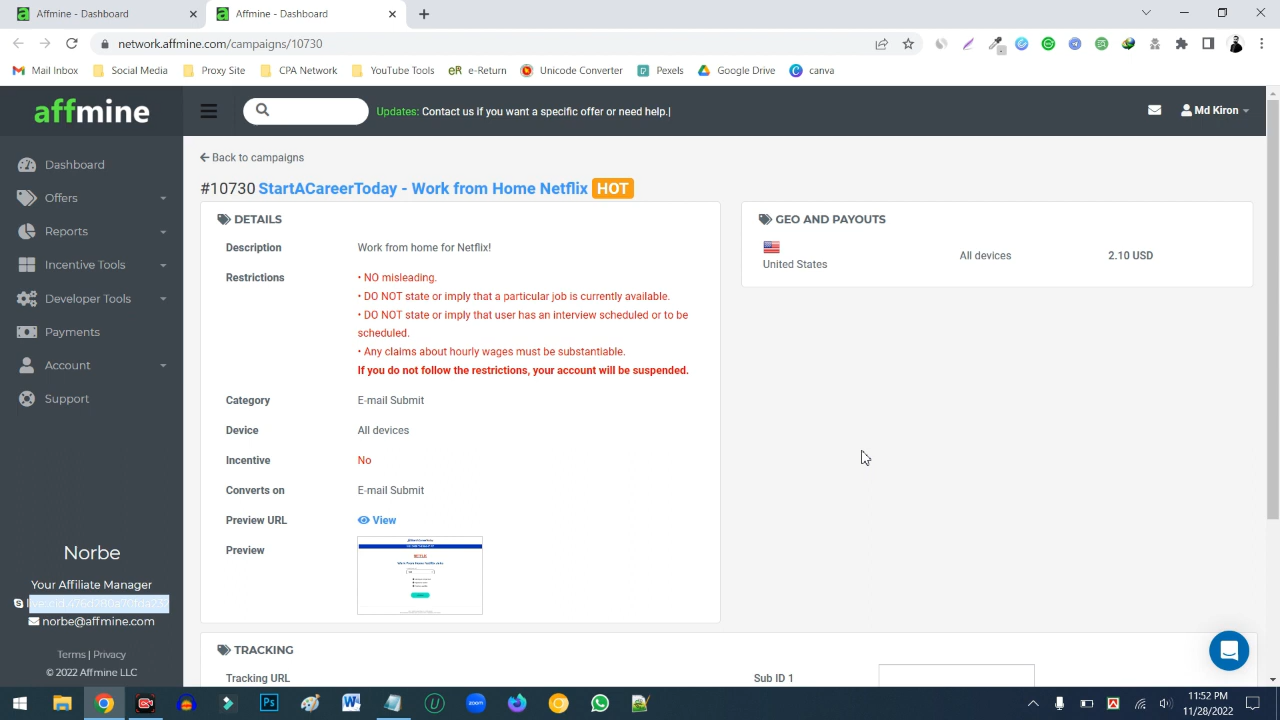 Affmine - Dashboard
Affmine - Dashboard
network.affmine.com/campaigns/10730
Mail Inbox
Social Media
Proxy Site
CPA Network
YouTube Tools
eR e-Return
Unicode Converter
Pexels
Google Drive
canva
affmine
Updates: Contact us If you want a specific offer or need help.|
Md Kiron
Dashboard
Offers
Reports
Incentive Tools
Developer Tools
Payments
Account
Support
Norbe
Your Affiliate Manager
norbe@affmine.com
Terms | Privacy
© 2022 Affmine LLC
Back to campaigns
#10730 StartACareerToday - Work from Home Netflix HOT
DETAILS
Description Work from home for Netflix!
Restrictions • NO misleading.
• DO NOT state or imply that a particular job is currently available.
• DO NOT state or imply that user has an interview scheduled or to be
scheduled.
• Any claims about hourly wages must be substantiable.
If you do not follow the restrictions, your account will be suspended.
Category E-mail Submit
Device All devices
Incentive No
Converts on E-mail Submit
Preview URL View
Preview
GEO AND PAYOUTS
United States All devices 2.10 USD
TRACKING
Tracking URL Sub ID 1
Ps
zoom
11:52 PM
11/28/2022